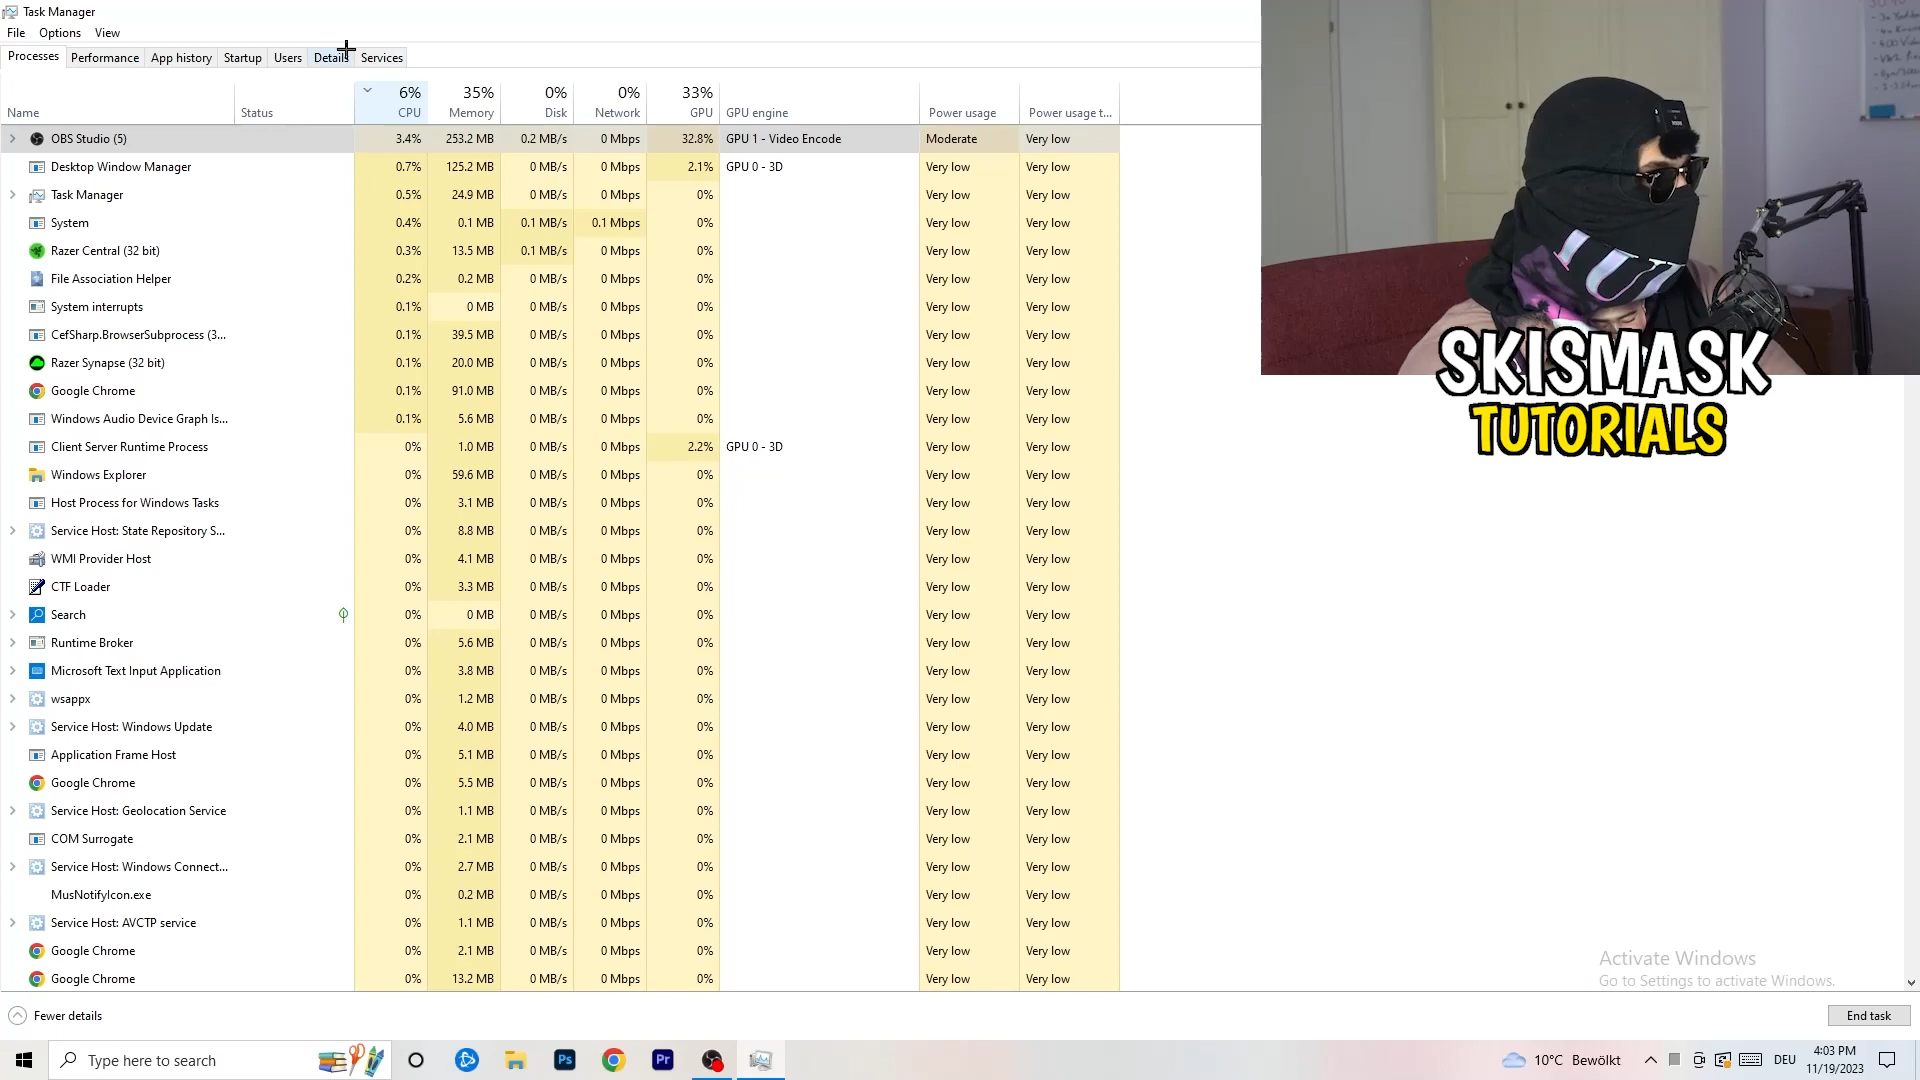 Task Manager
File Options View
Processes Performance App history Startup Users Details Services
6% 35% 0% 0% 33%
Name Status CPU Memory Disk Network GPU GPU engine Power usage Power usage t...
OBS Studio (5) 3.4% 253.2 MB 0.2 MB/s 0 Mbps 32.8% GPU 1 - Video Encode Moderate Very low
Desktop Window Manager 0.7% 125.2 MB 0 MB/s 0 Mbps 2.1% GPU 0 - 3D Very low Very low
Task Manager 0.5% 24.9 MB 0 MB/s 0 Mbps 0% Very low Very low
System 0.4% 0.1 MB 0.1 MB/s 0.1 Mbps 0% Very low Very low
Razer Central (32 bit) 0.3% 13.5 MB 0.1 MB/s 0 Mbps 0% Very low Very low
File Association Helper 0.2% 0.2 MB 0 MB/s 0 Mbps 0% Very low Very low
System interrupts 0.1% 0 MB 0 MB/s 0 Mbps 0% Very low Very low
CefSharp.BrowserSubprocess (3... 0.1% 39.5 MB 0 MB/s 0 Mbps 0% Very low Very low
Razer Synapse (32 bit) 0.1% 20.0 MB 0 MB/s 0 Mbps 0% Very low Very low
Google Chrome 0.1% 91.0 MB 0 MB/s 0 Mbps 0% Very low Very low
Windows Audio Device Graph Is... 0.1% 5.6 MB 0 MB/s 0 Mbps 0% Very low Very low
Client Server Runtime Process 0% 1.0 MB 0 MB/s 0 Mbps 2.2% GPU 0 - 3D Very low Very low
Windows Explorer 0% 59.6 MB 0 MB/s 0 Mbps 0% Very low Very low
Host Process for Windows Tasks 0% 3.1 MB 0 MB/s 0 Mbps 0% Very low Very low
Service Host: State Repository S... 0% 8.8 MB 0 MB/s 0 Mbps 0% Very low Very low
WMI Provider Host 0% 4.1 MB 0 MB/s 0 Mbps 0% Very low Very low
CTF Loader 0% 3.3 MB 0 MB/s 0 Mbps 0% Very low Very low
Search 0% 0 MB 0 MB/s 0 Mbps 0% Very low Very low
Runtime Broker 0% 5.6 MB 0 MB/s 0 Mbps 0% Very low Very low
Microsoft Text Input Application 0% 3.8 MB 0 MB/s 0 Mbps 0% Very low Very low
wsappx 0% 1.2 MB 0 MB/s 0 Mbps 0% Very low Very low
Service Host: Windows Update 0% 4.0 MB 0 MB/s 0 Mbps 0% Very low Very low
Application Frame Host 0% 5.1 MB 0 MB/s 0 Mbps 0% Very low Very low
Google Chrome 0% 5.5 MB 0 MB/s 0 Mbps 0% Very low Very low
Service Host: Geolocation Service 0% 1.1 MB 0 MB/s 0 Mbps 0% Very low Very low
COM Surrogate 0% 2.1 MB 0 MB/s 0 Mbps 0% Very low Very low
Service Host: Windows Connect... 0% 2.7 MB 0 MB/s 0 Mbps 0% Very low Very low
MusNotifyIcon.exe 0% 0.2 MB 0 MB/s 0 Mbps 0% Very low Very low
Service Host: AVCTP service 0% 1.1 MB 0 MB/s 0 Mbps 0% Very low Very low
Google Chrome 0% 2.1 MB 0 MB/s 0 Mbps 0% Very low Very low
Google Chrome 0% 13.2 MB 0 MB/s 0 Mbps 0% Very low Very low
SKISMASK
TUTORIALS
Activate Windows
Go to Settings to activate Windows.
Fewer details End task
Type here to search Ps Pr 10°C Bewölkt DEU 4:03 PM
11/19/2023